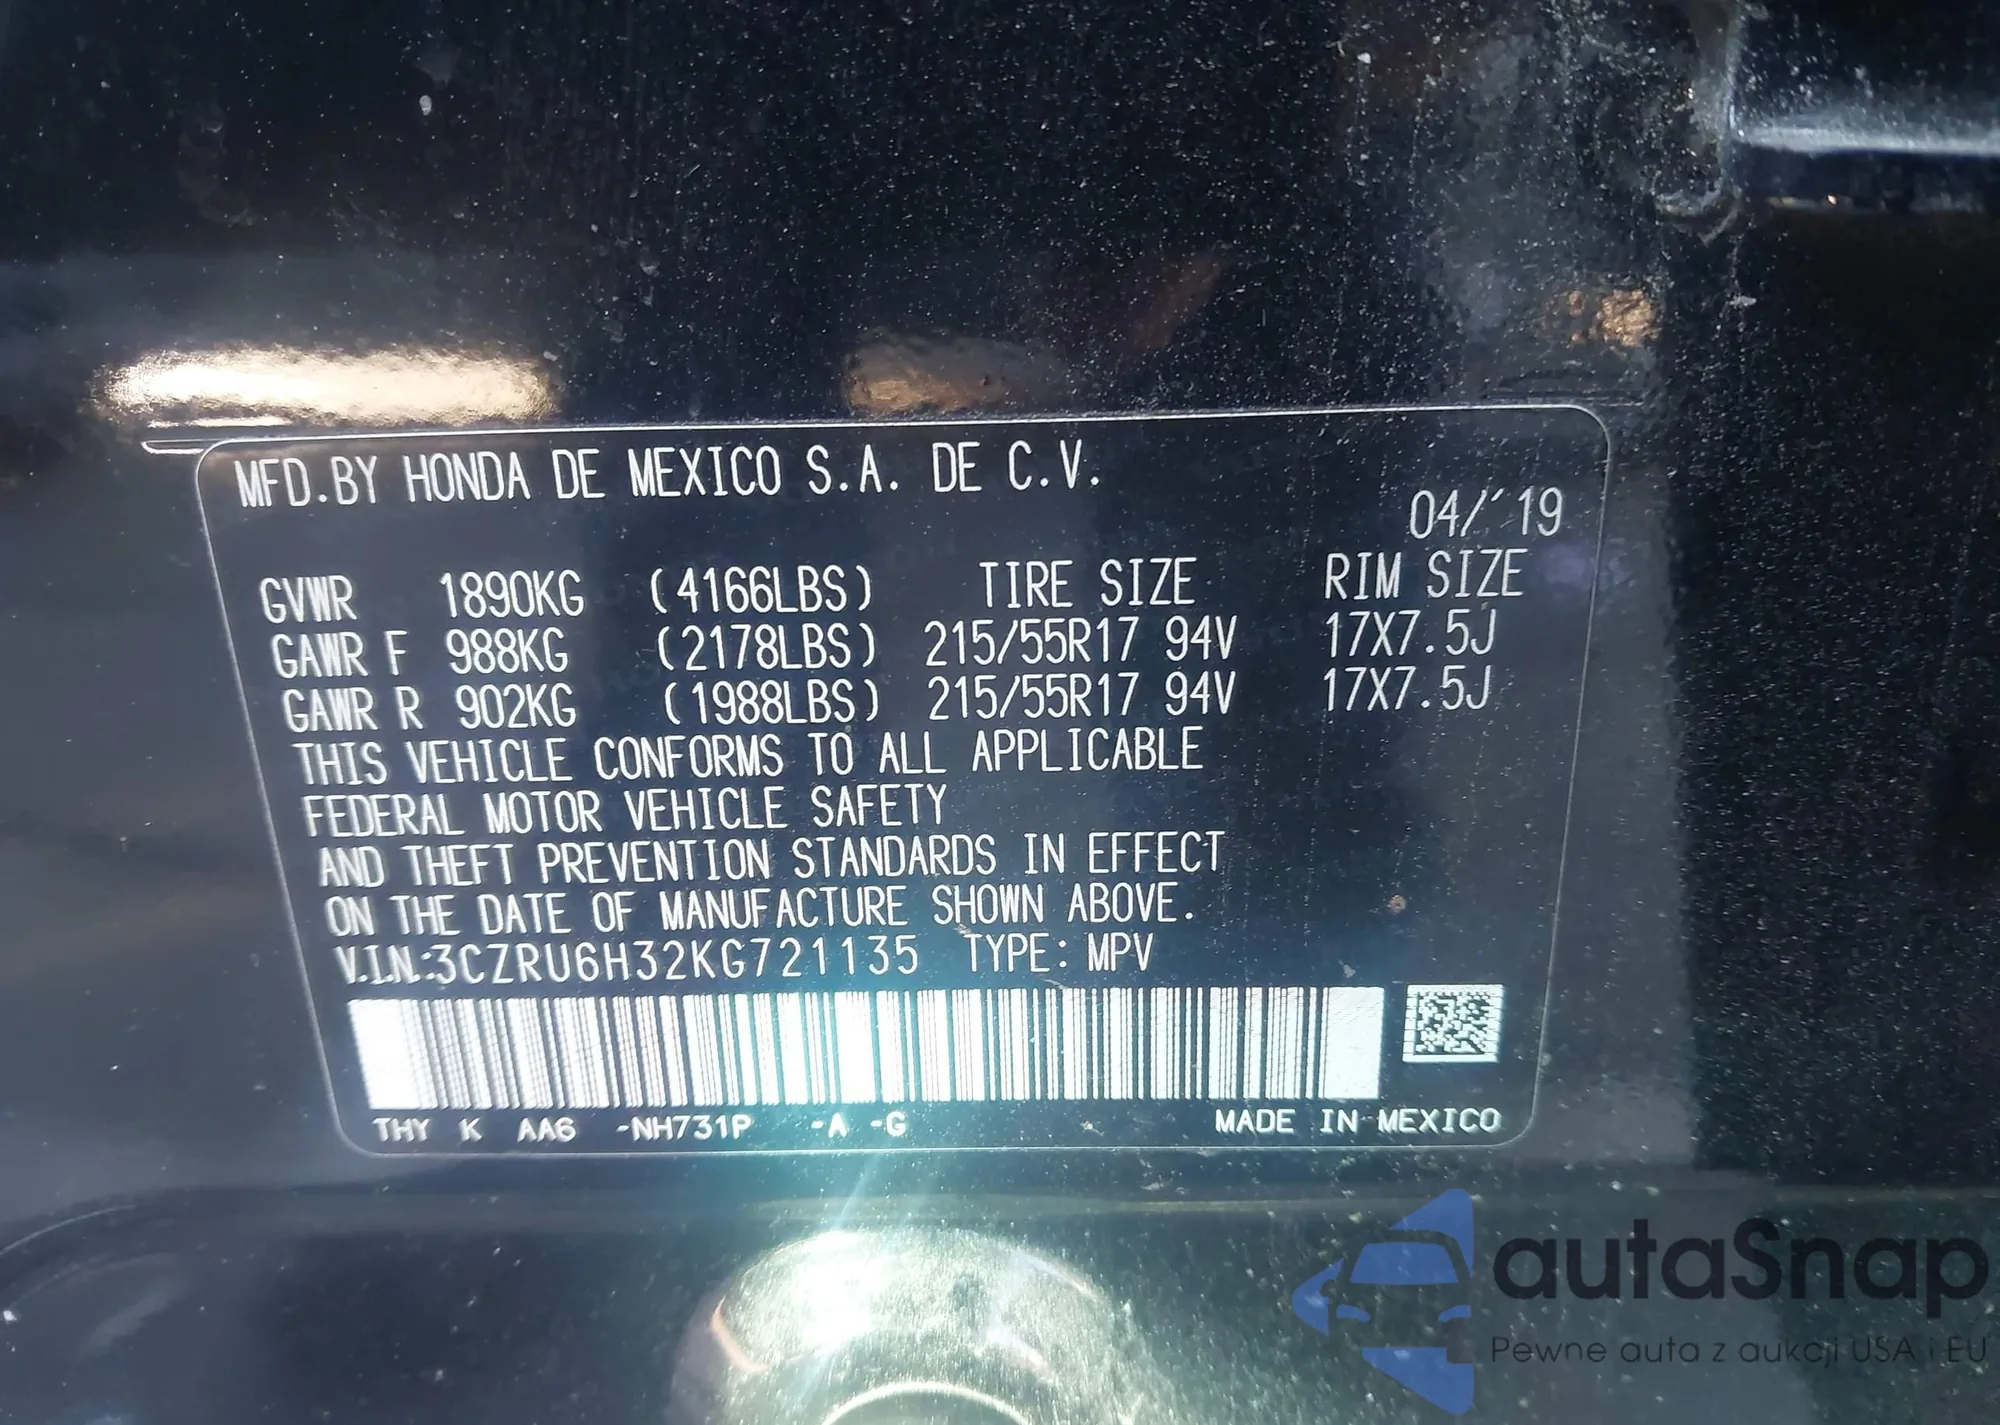 MFD.BY HONDA DE MEXICO S.A. DE C.V.
04/'19
GVWR 1890KG (4166LBS) TIRE SIZE RIM SIZE
GAWR F 988KG (2178LBS) 215/55R17 94V 17X7.5J
GAWR R 902KG (1988LBS) 215/55R17 94V 17X7.5J
THIS VEHICLE CONFORMS TO ALL APPLICABLE
FEDERAL MOTOR VEHICLE SAFETY
AND THEFT PREVENTION STANDARDS IN EFFECT
ON THE DATE OF MANUFACTURE SHOWN ABOVE.
V.I.N.:3CZRU6H32KG721135 TYPE: MPV
THY K AA6 -NH731P -A -G MADE IN MEXICO
autaSnap
Pewne auta z aukcji USA i EU